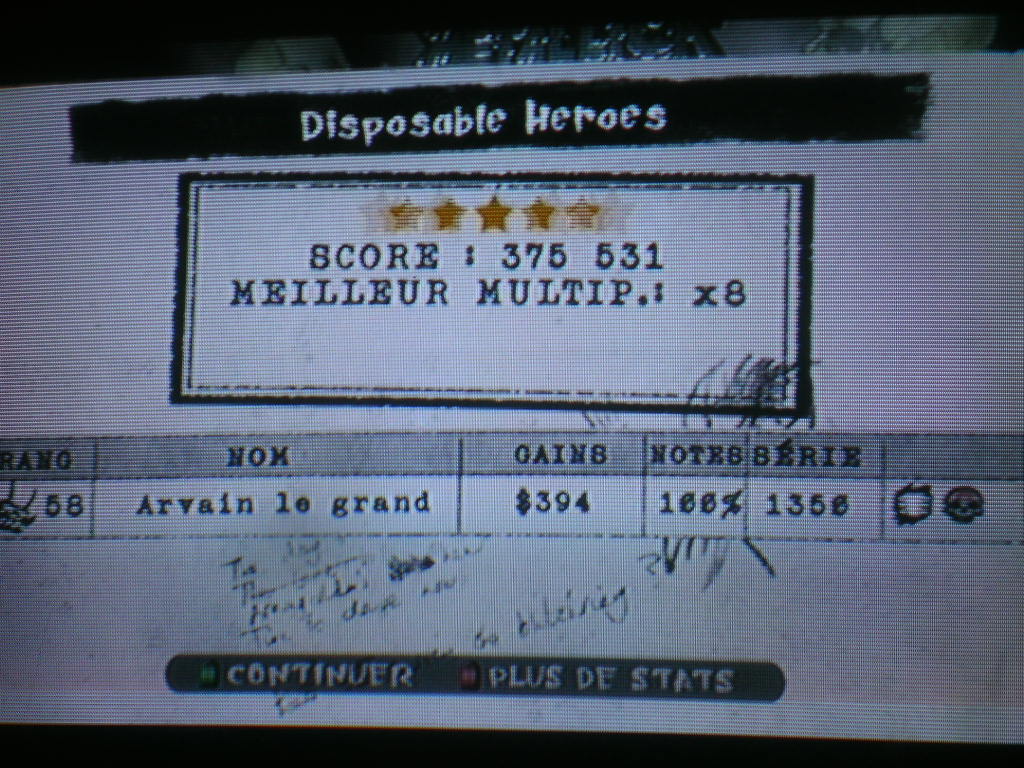 Disposable Heroes
SCORE : 375 531
MEILLEUR MULTIP.: x8
RANG NOM GAINS NOTES SÉRIE
58 Arvain le grand $394 100% 1356
CONTINUER PLUS DE STATS